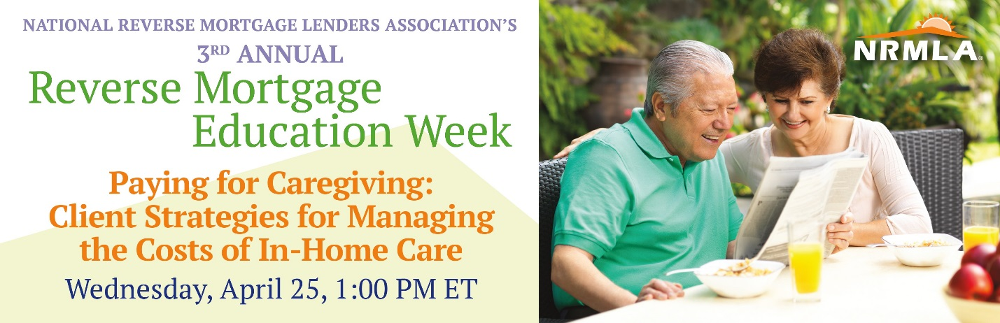 NATIONAL REVERSE MORTGAGE LENDERS ASSOCIATION'S
3RD ANNUAL
Reverse Mortgage
Education Week
Paying for Caregiving:
Client Strategies for Managing
the Costs of In-Home Care
Wednesday, April 25, 1:00 PM ET
NRMLA®